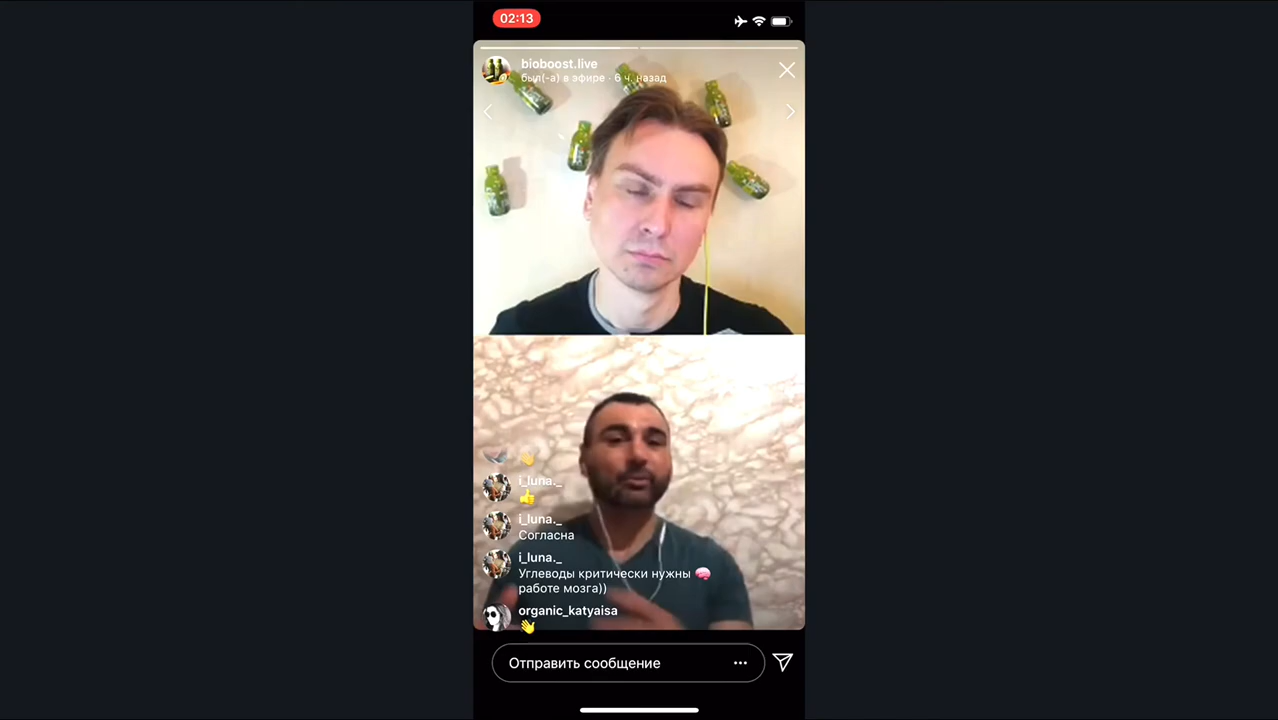 02:13
bioboost.live
был(-а) в эфире · 6 ч. назад
i_luna._
i_luna._
Согласна
i_luna._
Углеводы критически нужны
работе мозга))
organic_katyaisa
Отправить сообщение